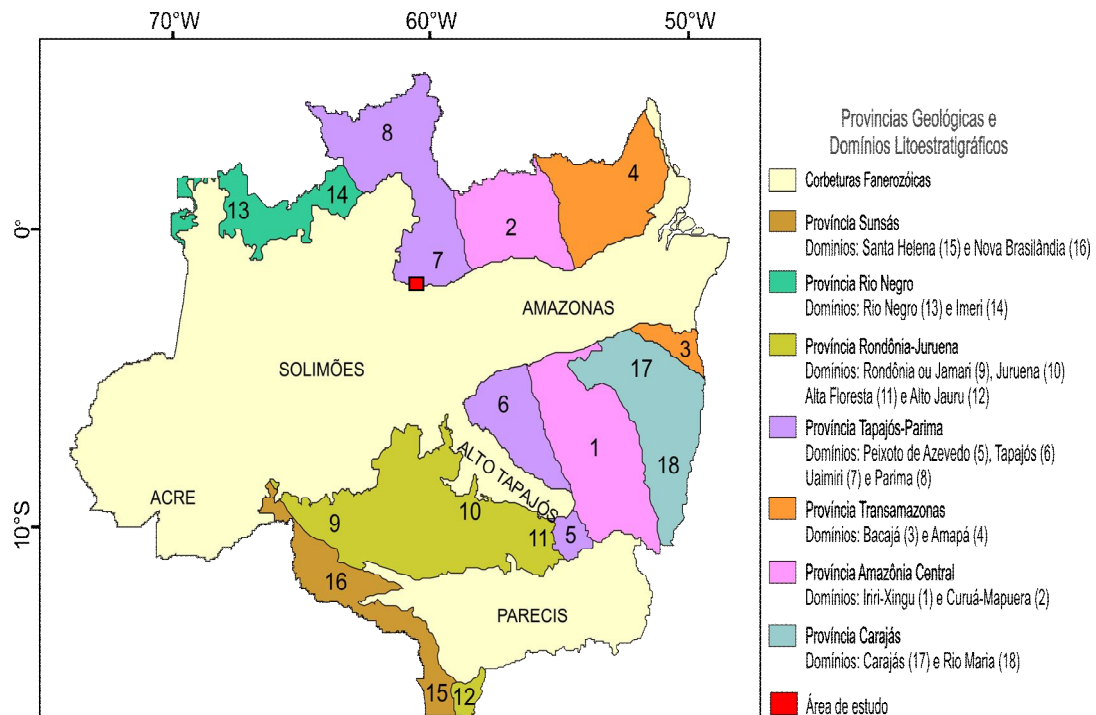 70°W 60°W 50°W
0°
10°S
8
4
14
13
2
7
AMAZONAS
3
17
SOLIMÕES
6
1
ALTO TAPAJÓS
18
ACRE
10
9
11
5
16
PARECIS
15
12
Províncias Geológicas e
Domínios Litoestratigráficos
Corbeturas Fanerozóicas
Província Sunsás
Domínios: Santa Helena (15) e Nova Brasilândia (16)
Província Rio Negro
Domínios: Rio Negro (13) e Imeri (14)
Província Rondônia-Juruena
Domínios: Rondônia ou Jamari (9), Juruena (10)
Alta Floresta (11) e Alto Jauru (12)
Província Tapajós-Parima
Domínios: Peixoto de Azevedo (5), Tapajós (6)
Uaimiri (7) e Parima (8)
Província Transamazonas
Domínios: Bacajá (3) e Amapá (4)
Província Amazônia Central
Domínios: Iriri-Xingu (1) e Curuá-Mapuera (2)
Província Carajás
Domínios: Carajás (17) e Rio Maria (18)
Área de estudo